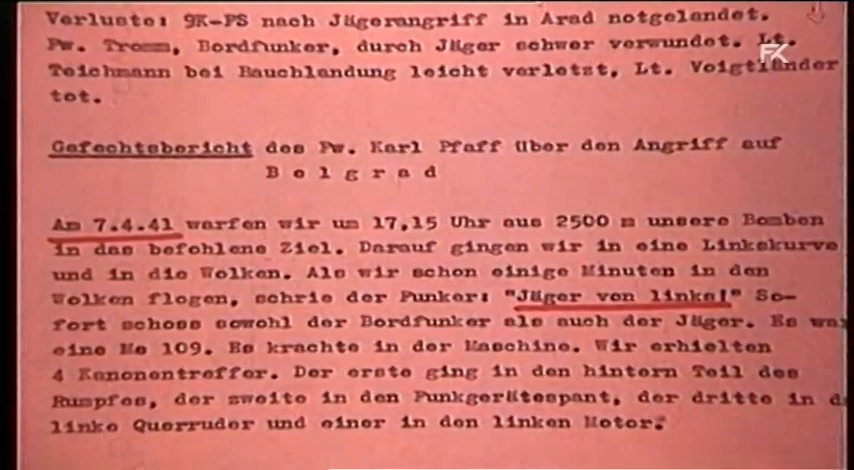 Verluste: 9K-PS nach Jägerangriff in Arad notgelandet.
Fw. Tromm, Bordfunker, durch Jäger schwer verwundet. Lt.
Teichmann bei Bauchlandung leicht verletzt, Lt. Voigtländer
tot.
FK
Gefechtsbericht des Fw. Karl Pfaff über den Angriff auf
B e l g r a d
Am 7.4.41 warfen wir um 17,15 Uhr aus 2500 m unsere Bomben
in das befohlene Ziel. Darauf gingen wir in eine Linkskurve
und in die Wolken. Als wir schon einige Minuten in den
Wolken flogen, schrie der Funker: "Jäger von links!" So-
fort schoss sowohl der Bordfunker als auch der Jäger. Es war
eine Me 109. Es krachte in der Maschine. Wir erhielten
4 Kanonentreffer. Der erste ging in den hintern Teil des
Rumpfes, der zweite in den Funkgerätespant, der dritte in
linke Querruder und einer in den linken Motor.